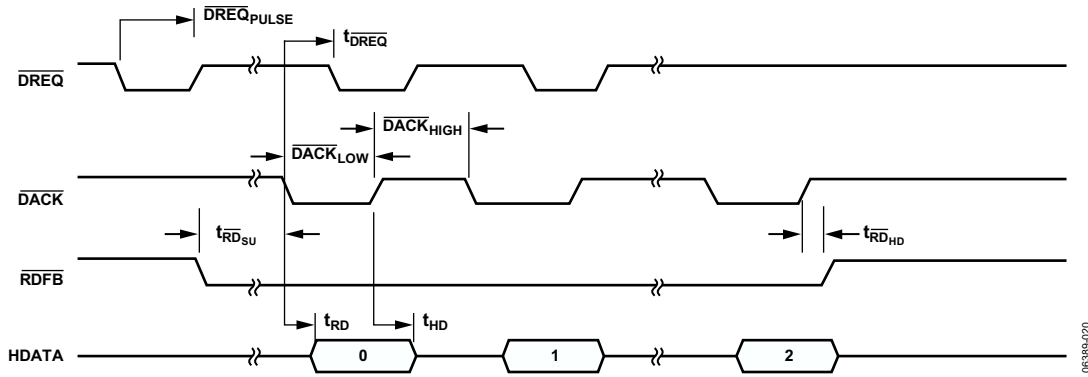 DREQPULSE
tDREQ
DREQ
DACKHIGH
DACKLOW
DACK
tRDSU
tRDHD
RDFB
tRD
tHD
HDATA
0
1
2
06389-020